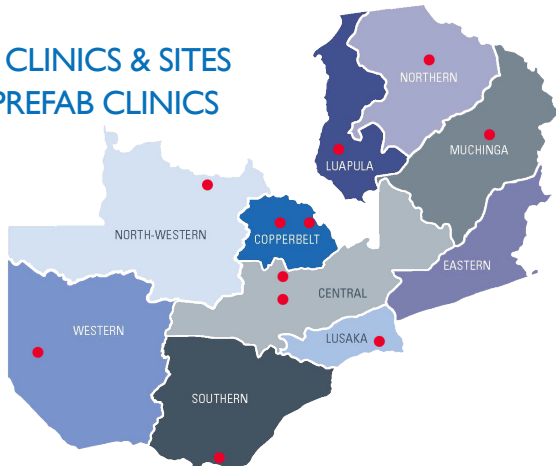 CLINICS & SITES
PREFAB CLINICS
NORTHERN
MUCHINGA
LUAPULA
NORTH-WESTERN
COPPERBELT
EASTERN
CENTRAL
WESTERN
LUSAKA
SOUTHERN